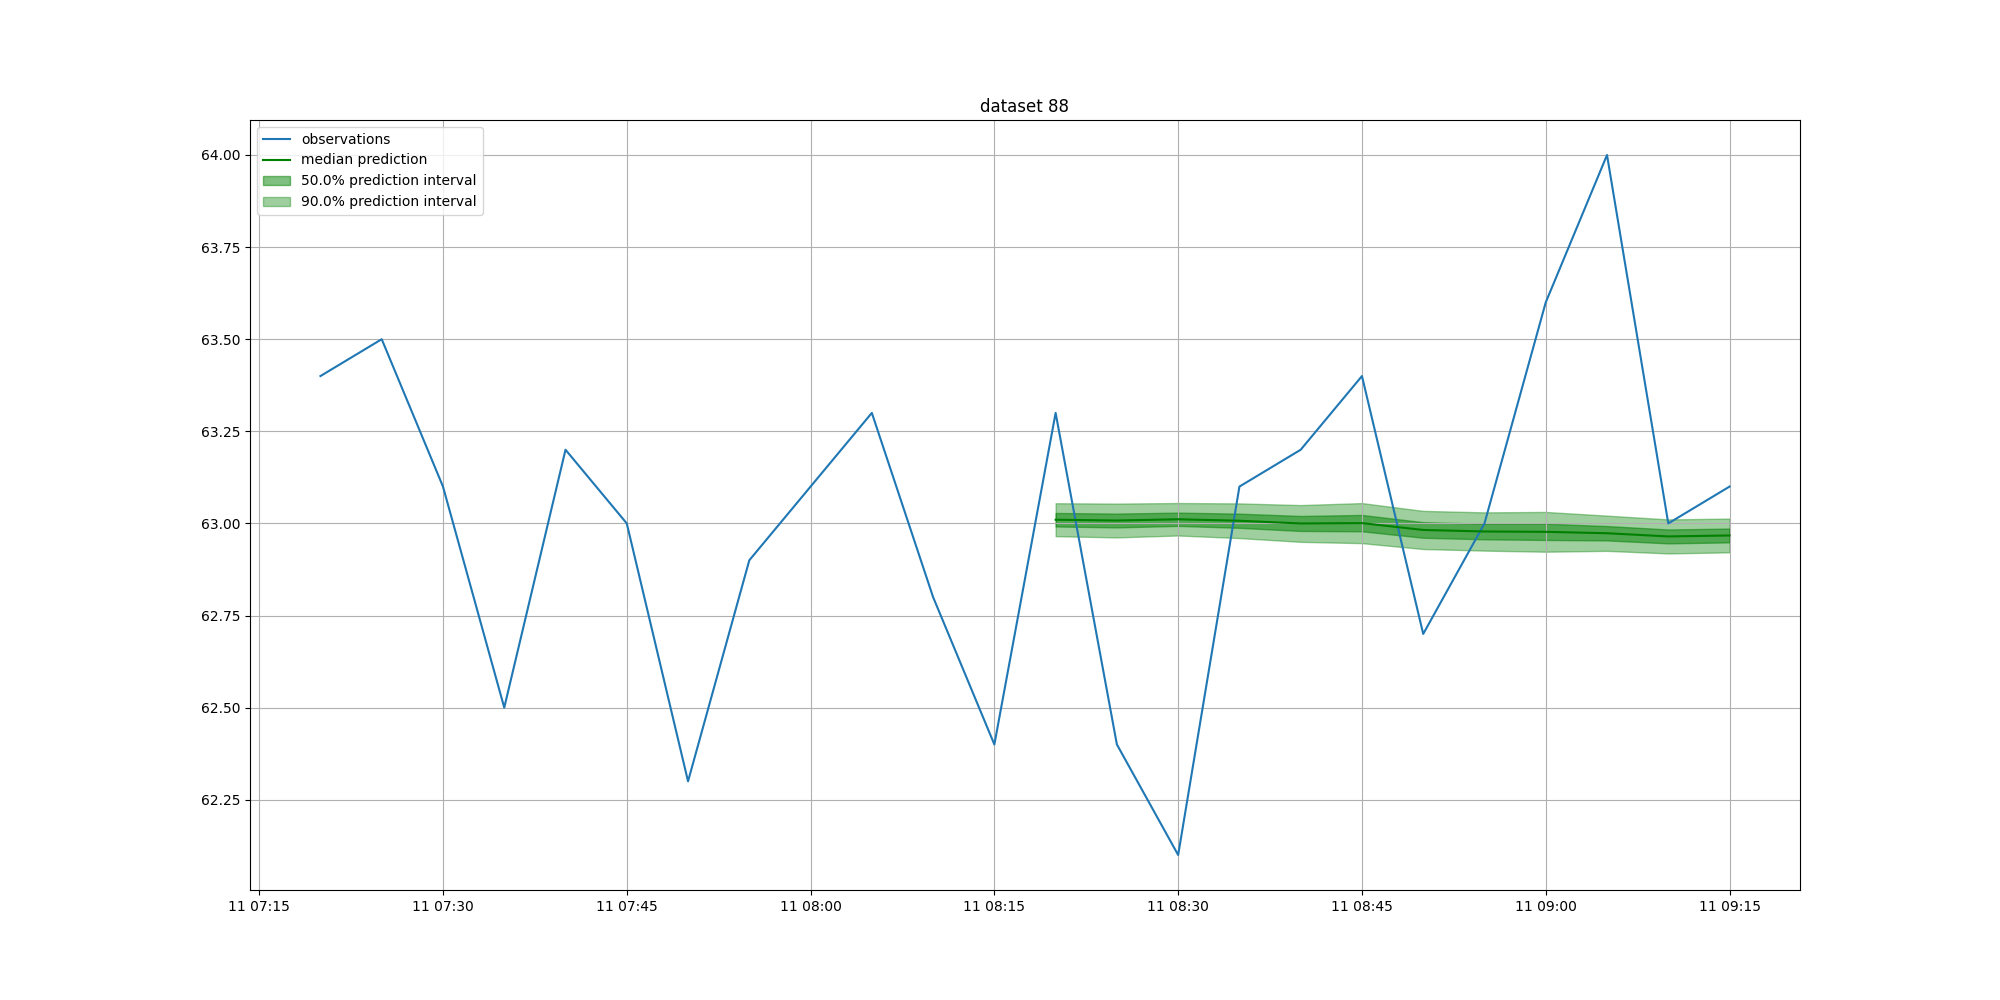 dataset 88
observations
median prediction
50.0% prediction interval
90.0% prediction interval
64.00
63.75
63.50
63.25
63.00
62.75
62.50
62.25
11 07:15 11 07:30 11 07:45 11 08:00 11 08:15 11 08:30 11 08:45 11 09:00 11 09:15